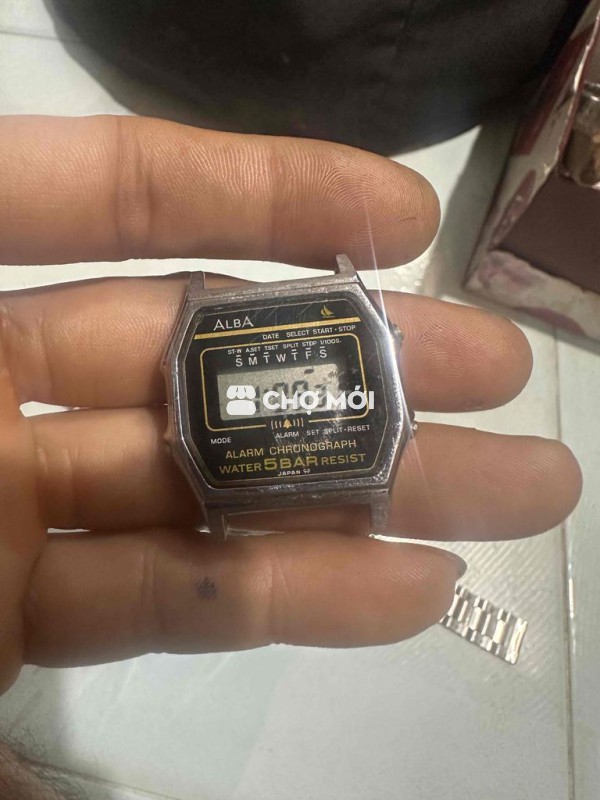 ALBA
DATE SELECT START·STOP
ST-W A.SET T.SET SPLIT STOP 1/100S.
S M T W T F S
CHỢ MỚI
ALARM SET SPLIT·RESET
MODE
ALARM CHRONOGRAPH
WATER 5BAR RESIST
JAPAN